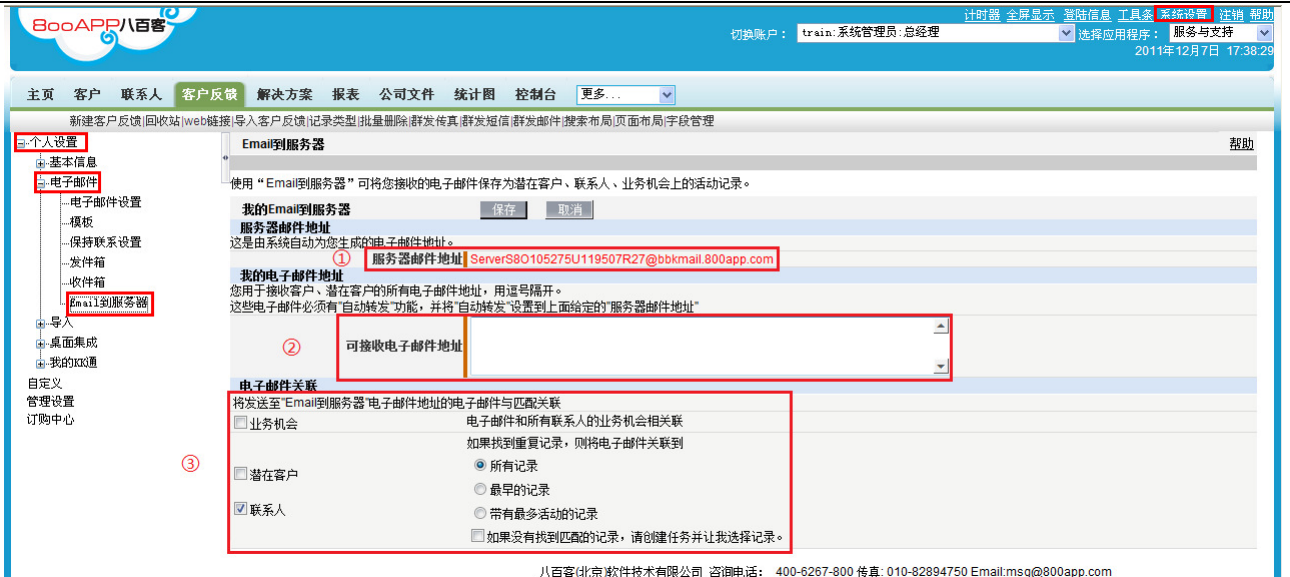 800APP八百客
计时器 全屏显示 登陆信息 工具条 系统设置 注销 帮助
切换账户： train:系统管理员:总经理 选择应用程序： 服务与支持
2011年12月7日 17:38:29
主页 客户 联系人 客户反馈 解决方案 报表 公司文件 统计图 控制台 更多...
新建客户反馈|回收站|web链接|导入客户反馈|记录类型|批量删除|群发传真|群发短信|群发邮件|搜索布局|页面布局|字段管理
个人设置
基本信息
电子邮件
电子邮件设置
模板
保持联系设置
发件箱
收件箱
Email到服务器
导入
桌面集成
我的KK通
自定义
管理设置
订购中心
Email到服务器 帮助
使用“Email到服务器”可将您接收的电子邮件保存为潜在客户、联系人、业务机会上的活动记录。
我的Email到服务器 保存 取消
服务器邮件地址
这是由系统自动为您生成的电子邮件地址。
① 服务器邮件地址 ServerS8O105275U119507R27@bbkmail.800app.com
我的电子邮件地址
您用于接收客户、潜在客户的所有电子邮件地址，用逗号隔开。
这些电子邮件必须有"自动转发"功能，并将"自动转发"设置到上面给定的"服务器邮件地址"
② 可接收电子邮件地址
电子邮件关联
将发送至"Email到服务器"电子邮件地址的电子邮件与匹配关联
业务机会 电子邮件和所有联系人的业务机会相关联
如果找到重复记录，则将电子邮件关联到
③ 潜在客户 所有记录
最早的记录
联系人 带有最多活动的记录
如果没有找到匹配的记录，请创建任务并让我选择记录。
八百客(北京)软件技术有限公司 咨询电话： 400-6267-800 传真: 010-82894750 Email:msg@800app.com